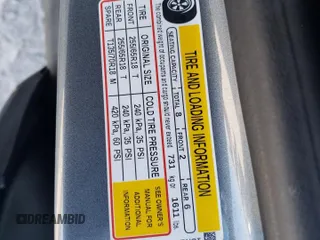 TIRE AND LOADING INFORMATION
SEATING CAPACITY TOTAL 8 FRONT 2 REAR 6
The combined weight of occupants and cargo should never exceed 731 kg or 1611 lbs.
TIRE ORIGINAL SIZE COLD TIRE PRESSURE
FRONT 255/65R18 T 240 kPa, 35 PSI
REAR 255/65R18 T 240 kPa, 35 PSI
SPARE T135/70R18 M 420 kPa, 60 PSI
SEE OWNER'S
MANUAL FOR
ADDITIONAL
INFORMATION
DREAMBID